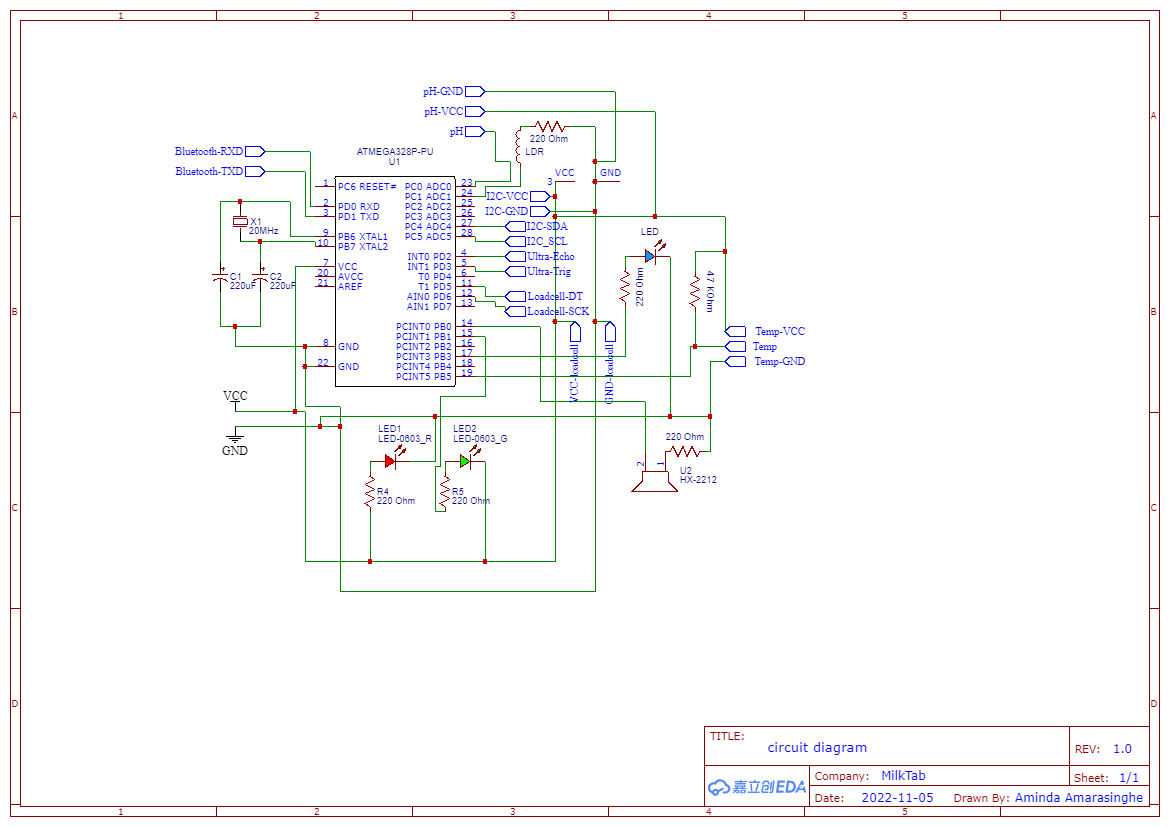 1 2 3 4 5
A
B
C
D
A
B
C
D
1 2 3 4 5
pH-GND
pH-VCC
pH
220 Ohm
LDR
Bluetooth-RXD
Bluetooth-TXD
ATMEGA328P-PU
U1
VCC
3
GND
1 PC6 RESET#
2 PD0 RXD
3 PD1 TXD
9 PB6 XTAL1
10 PB7 XTAL2
7 VCC
20 AVCC
21 AREF
8 GND
22 GND
PC0 ADC0 23
PC1 ADC1 24
PC2 ADC2 25
PC3 ADC3 26
PC4 ADC4 27
PC5 ADC5 28
INT0 PD2 4
INT1 PD3 5
T0 PD4 6
T1 PD5 11
AIN0 PD6 12
AIN1 PD7 13
PCINT0 PB0 14
PCINT1 PB1 15
PCINT2 PB2 16
PCINT3 PB3 17
PCINT4 PB4 18
PCINT5 PB5 19
I2C-VCC
I2C-GND
I2C-SDA
I2C_SCL
Ultra-Echo
Ultra-Trig
Loadcell-DT
Loadcell-SCK
X1
20MHz
C1
220uF
C2
220uF
LED
220 Ohm
4.7 KOhm
VCC-loadcell
GND-loadcell
Temp-VCC
Temp
Temp-GND
VCC
GND
LED1
LED-0603_R
LED2
LED-0603_G
R4
220 Ohm
R5
220 Ohm
220 Ohm
2 1
U2
HX-2212
TITLE:
circuit diagram
REV: 1.0
嘉立创EDA
Company: MilkTab
Sheet: 1/1
Date: 2022-11-05 Drawn By: Aminda Amarasinghe